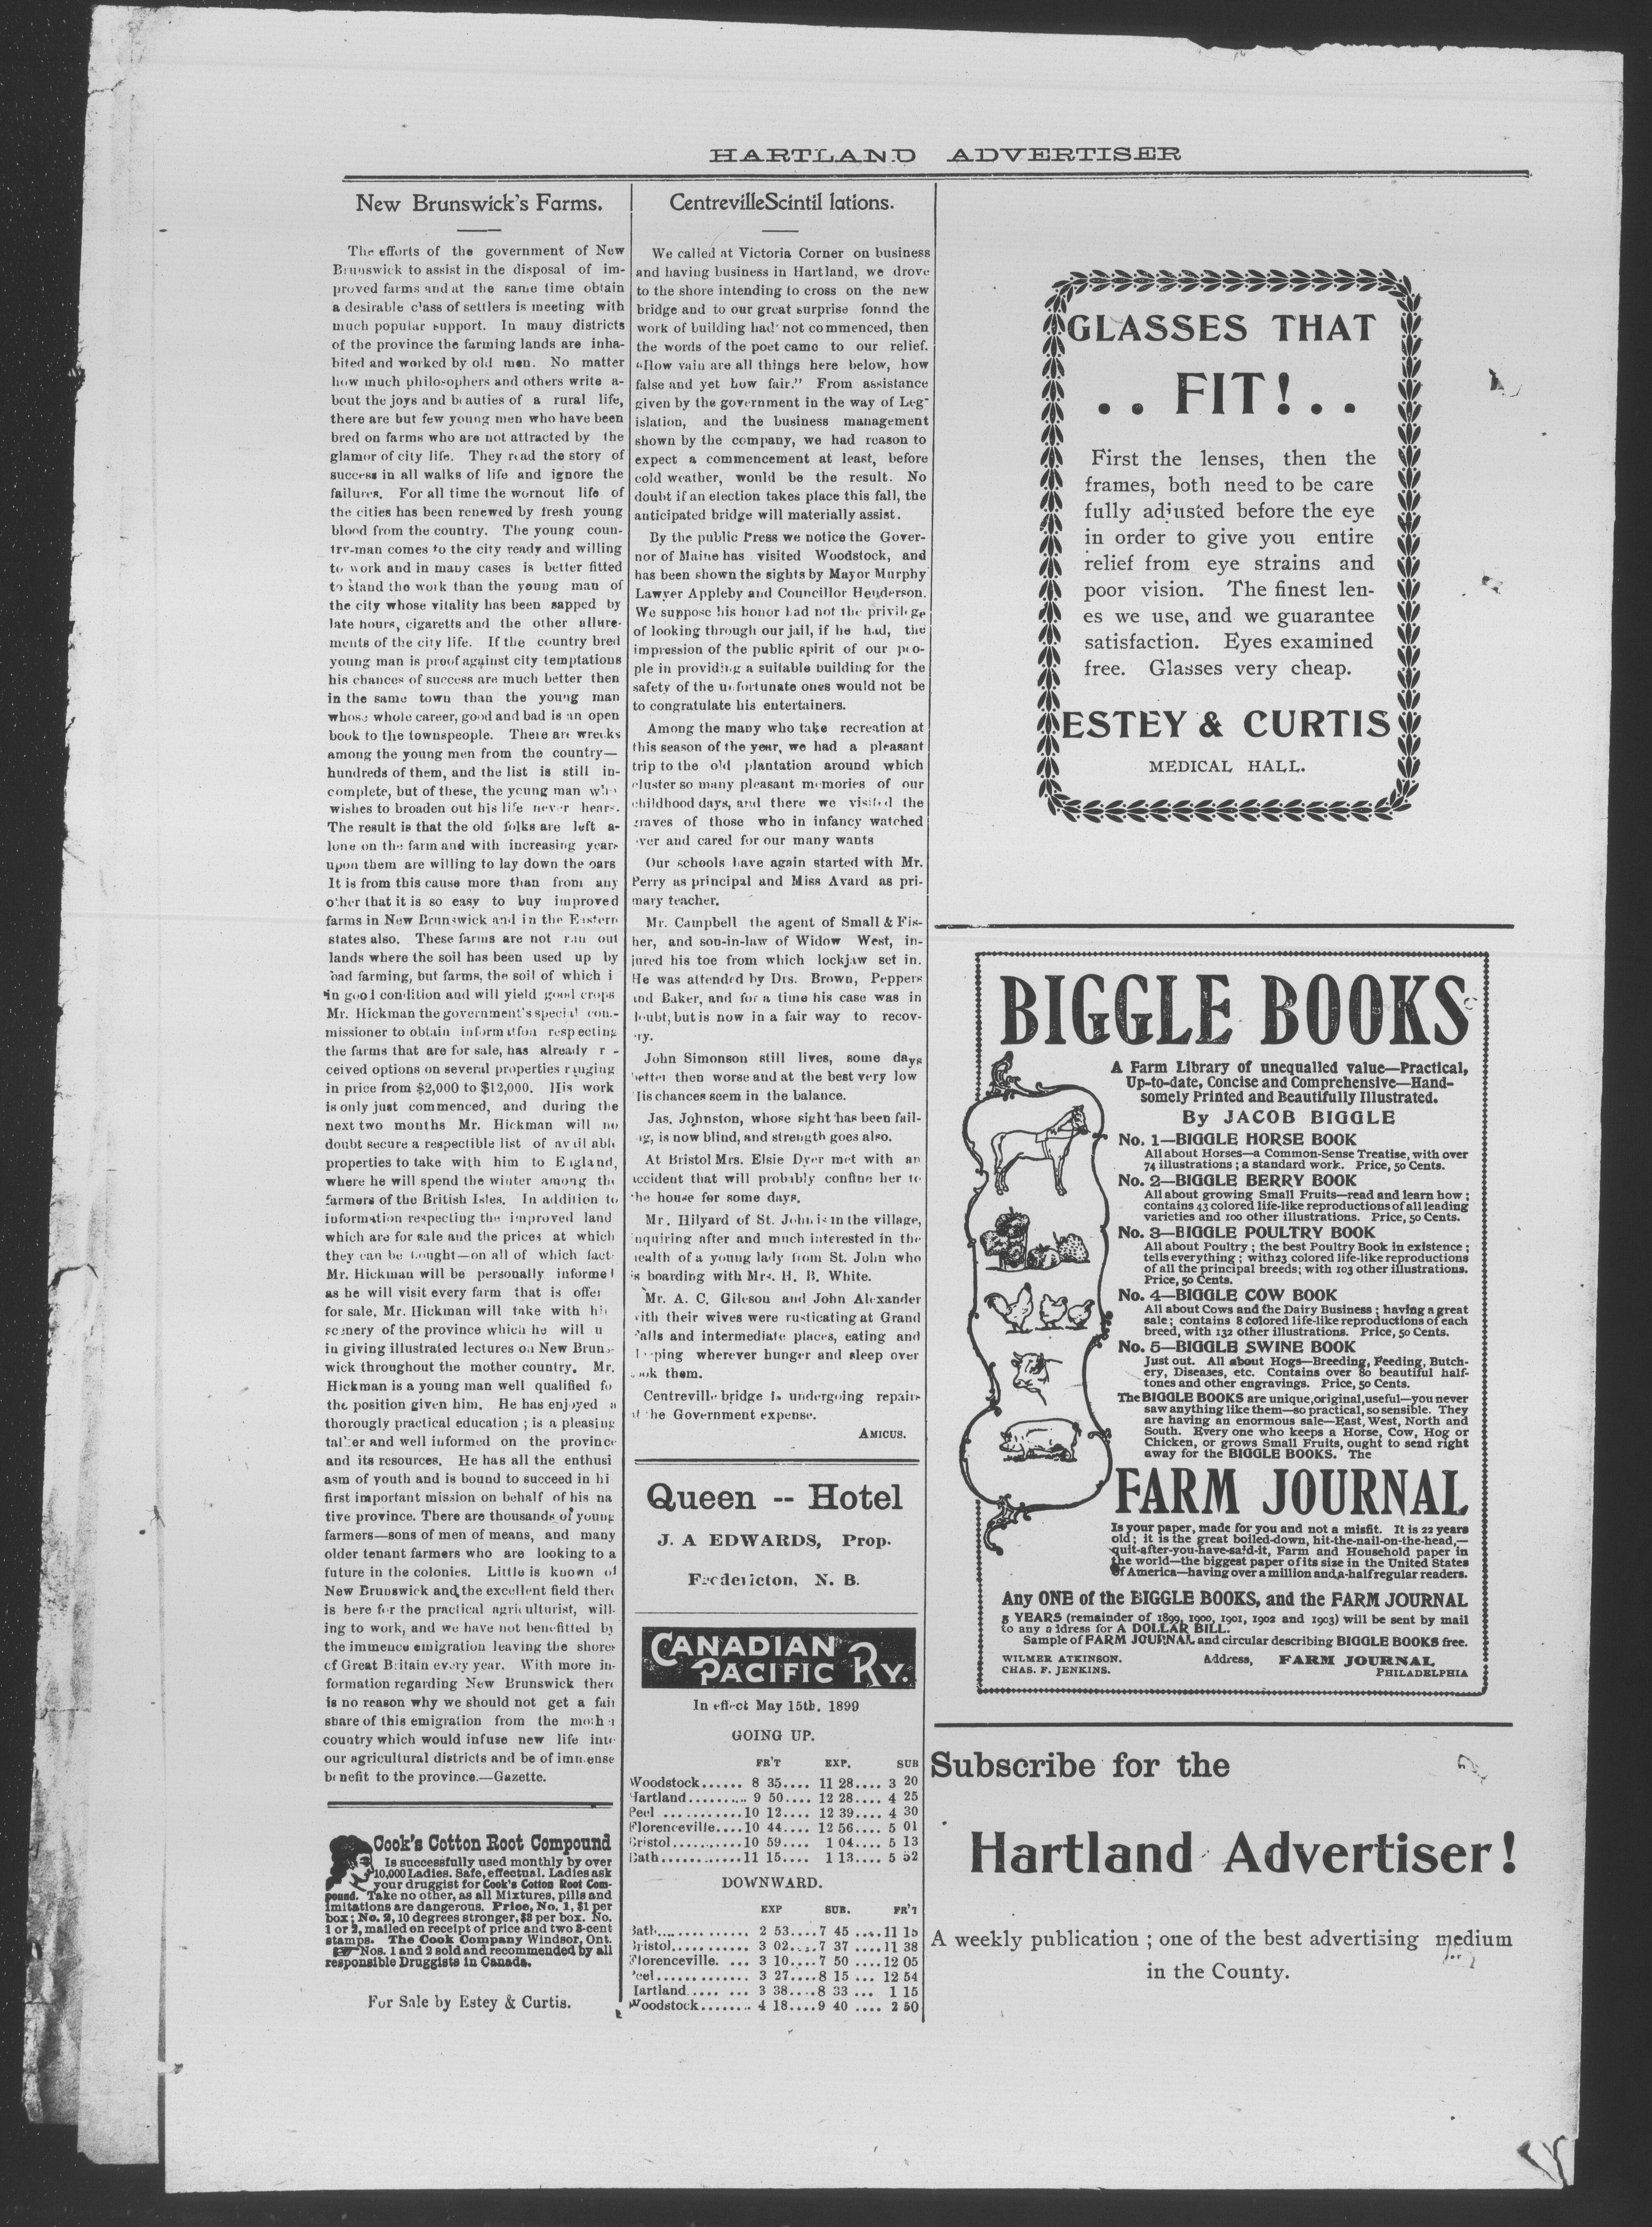 HARTLAND ADVERTISER
New Brunswick's Farms.
The efforts of the government of New
Brunswick to assist in the disposal of im-
proved farms and at the same time obtain
a desirable class of settlers is meeting with
much popular support. In many districts
of the province the farming lands are inha-
bited and worked by old men. No matter
how much philosophers and others write a-
bout the joys and beauties of a rural life,
there are but few young men who have been
bred on farms who are not attracted by the
glamor of city life. They read the story of
success in all walks of life and ignore the
failures. For all time the wornout life of
the cities has been renewed by fresh young
blood from the country. The young coun-
try-man comes to the city ready and willing
to work and in many cases is better fitted
to stand the work than the young man of
the city whose vitality has been sapped by
late hours, cigaretts and the other allure-
ments of the city life. If the country bred
young man is proof against city temptations
his chances of success are much better then
in the same town than the young man
whose whole career, good and bad is an open
book to the townspeople. There are wrecks
among the young men from the country—
hundreds of them, and the list is still in-
complete, but of these, the young man who
wishes to broaden out his life never hears.
The result is that the old folks are left a-
lone on the farm and with increasing years
upon them are willing to lay down the oars
It is from this cause more than from any
other that it is so easy to buy improved
farms in New Brunswick and in the Eastern
states also. These farms are not run out
lands where the soil has been used up by
bad farming, but farms, the soil of which i
in good condition and will yield good crops
Mr. Hickman the government's special com-
missioner to obtain informatfon respecting
the farms that are for sale, has already r -
ceived options on several properties ranging
in price from $2,000 to $12,000. His work
is only just commenced, and during the
next two months Mr. Hickman will no
doubt secure a respectible list of availabl
properties to take with him to England,
where he will spend the winter among the
farmers of the British Isles. In addition to
information respecting the improved land
which are for sale and the prices at which
they can be bought—on all of which fact-
Mr. Hickman will be personally informed
as he will visit every farm that is offer
for sale, Mr. Hickman will take with hi
scenery of the province which he will u
in giving illustrated lectures on New Bruns-
wick throughout the mother country. Mr.
Hickman is a young man well qualified fo
the position given him. He has enjoyed a
thorougly practical education ; is a pleasing
talker and well informed on the province
and its resources. He has all the enthusi
asm of youth and is bound to succeed in hi
first important mission on behalf of his na
tive province. There are thousands of young
farmers—sons of men of means, and many
older tenant farmers who are looking to a
future in the colonies. Little is known of
New Brunswick and the excellent field there
is here for the practical agriculturist, will-
ing to work, and we have not benefitted by
the immence emigration leaving the shores
of Great Britain every year. With more in-
formation regarding New Brunswick there
is no reason why we should not get a fair
share of this emigration from the mother
country which would infuse new life into
our agricultural districts and be of immense
benefit to the province.—Gazette.
Cook's Cotton Root Compound
Is successfully used monthly by over
10,000 Ladies. Safe, effectual. Ladies ask
your druggist for Cook's Cotton Root Com-
pound. Take no other, as all Mixtures, pills and
imitations are dangerous. Price, No. 1, $1 per
box; No. 2, 10 degrees stronger, $3 per box. No.
1 or 2, mailed on receipt of price and two 3-cent
stamps. The Cook Company Windsor, Ont.
Nos. 1 and 2 sold and recommended by all
responsible Druggists in Canada.
For Sale by Estey & Curtis.
CentrevilleScintil lations.
We called at Victoria Corner on business
and having business in Hartland, we drove
to the shore intending to cross on the new
bridge and to our great surprise fonnd the
work of building had not commenced, then
the words of the poet came to our relief.
"How vain are all things here below, how
false and yet how fair." From assistance
given by the government in the way of Leg-
islation, and the business management
shown by the company, we had reason to
expect a commencement at least, before
cold weather, would be the result. No
doubt if an election takes place this fall, the
anticipated bridge will materially assist.
By the public Press we notice the Gover-
nor of Maine has visited Woodstock, and
has been shown the sights by Mayor Murphy
Lawyer Appleby and Councillor Henderson.
We suppose his honor had not the privilege
of looking through our jail, if he had, the
impression of the public spirit of our peo-
ple in providing a suitable building for the
safety of the unfortunate ones would not be
to congratulate his entertainers.
Among the many who take recreation at
this season of the year, we had a pleasant
trip to the old plantation around which
cluster so many pleasant memories of our
childhood days, and there we visited the
graves of those who in infancy watched
over and cared for our many wants
Our schools have again started with Mr.
Perry as principal and Miss Avard as pri-
mary teacher.
Mr. Campbell the agent of Small & Fis-
her, and son-in-law of Widow West, in-
jured his toe from which lockjaw set in.
He was attended by Drs. Brown, Peppers
and Baker, and for a time his case was in
doubt, but is now in a fair way to recov-
ery.
John Simonson still lives, some days
better then worse and at the best very low
His chances seem in the balance.
Jas. Johnston, whose sight has been fail-
ing, is now blind, and strength goes also.
At Bristol Mrs. Elsie Dyer met with an
accident that will probably confine her to
the house for some days.
Mr. Hilyard of St. John is in the village,
inquiring after and much interested in the
health of a young lady from St. John who
is boarding with Mrs. H. B. White.
Mr. A. C. Gibson and John Alexander
with their wives were rusticating at Grand
Falls and intermediate places, eating and
sleeping wherever hunger and sleep over
took them.
Centreville bridge is undergoing repairs
at the Government expense.
AMICUS.
Queen -- Hotel
J. A EDWARDS, Prop.
Fredericton, N. B.
CANADIAN
PACIFIC RY.
In effect May 15th, 1899
GOING UP.
FR'T EXP. SUB
Woodstock...... 8 35.... 11 28.... 3 20
Hartland.......... 9 50.... 12 28.... 4 25
Peel ...........10 12.... 12 39.... 4 30
Florenceville....10 44.... 12 56.... 5 01
Bristol...........10 59.... 1 04.... 5 13
Bath............11 15.... 1 13.... 5 52
DOWNWARD.
EXP SUB. FR'T
Bath............... 2 53....7 45 .....11 15
Bristol........... 3 02....7 37 ....11 38
Florenceville. ... 3 10....7 50 ....12 05
Peel............. 3 27....8 15 ... 12 54
Hartland.... ... 3 38....8 33 ... 1 15
Woodstock........ 4 18....9 40 .... 2 50
GLASSES THAT
.. FIT! ..
First the lenses, then the
frames, both need to be care
fully adjusted before the eye
in order to give you entire
relief from eye strains and
poor vision. The finest len-
es we use, and we guarantee
satisfaction. Eyes examined
free. Glasses very cheap.
ESTEY & CURTIS
MEDICAL HALL.
BIGGLE BOOKS
A Farm Library of unequalled value—Practical,
Up-to-date, Concise and Comprehensive—Hand-
somely Printed and Beautifully Illustrated.
By JACOB BIGGLE
No. 1—BIGGLE HORSE BOOK
All about Horses—a Common-Sense Treatise, with over
74 illustrations ; a standard work. Price, 50 Cents.
No. 2—BIGGLE BERRY BOOK
All about growing Small Fruits—read and learn how ;
contains 43 colored life-like reproductions of all leading
varieties and 100 other illustrations. Price, 50 Cents.
No. 3—BIGGLE POULTRY BOOK
All about Poultry ; the best Poultry Book in existence ;
tells everything ; with23 colored life-like reproductions
of all the principal breeds; with 103 other illustrations.
Price, 50 Cents.
No. 4—BIGGLE COW BOOK
All about Cows and the Dairy Business ; having a great
sale ; contains 8 colored life-like reproductions of each
breed, with 132 other illustrations. Price, 50 Cents.
No. 5—BIGGLE SWINE BOOK
Just out. All about Hogs—Breeding, Feeding, Butch-
ery, Diseases, etc. Contains over 80 beautiful half-
tones and other engravings. Price, 50 Cents.
The BIGGLE BOOKS are unique,original,useful—you never
saw anything like them—so practical, so sensible. They
are having an enormous sale—East, West, North and
South. Every one who keeps a Horse, Cow, Hog or
Chicken, or grows Small Fruits, ought to send right
away for the BIGGLE BOOKS. The
FARM JOURNAL
Is your paper, made for you and not a misfit. It is 22 years
old; it is the great boiled-down, hit-the-nail-on-the-head,—
quit-after-you-have-said-it, Farm and Household paper in
the world—the biggest paper of its size in the United States
of America—having over a million and a-half regular readers.
Any ONE of the BIGGLE BOOKS, and the FARM JOURNAL
5 YEARS (remainder of 1899, 1900, 1901, 1902 and 1903) will be sent by mail
to any address for A DOLLAR BILL.
Sample of FARM JOURNAL and circular describing BIGGLE BOOKS free.
WILMER ATKINSON.
CHAS. F. JENKINS.
Address, FARM JOURNAL
PHILADELPHIA
Subscribe for the
Hartland Advertiser!
A weekly publication ; one of the best advertising medium
in the County.